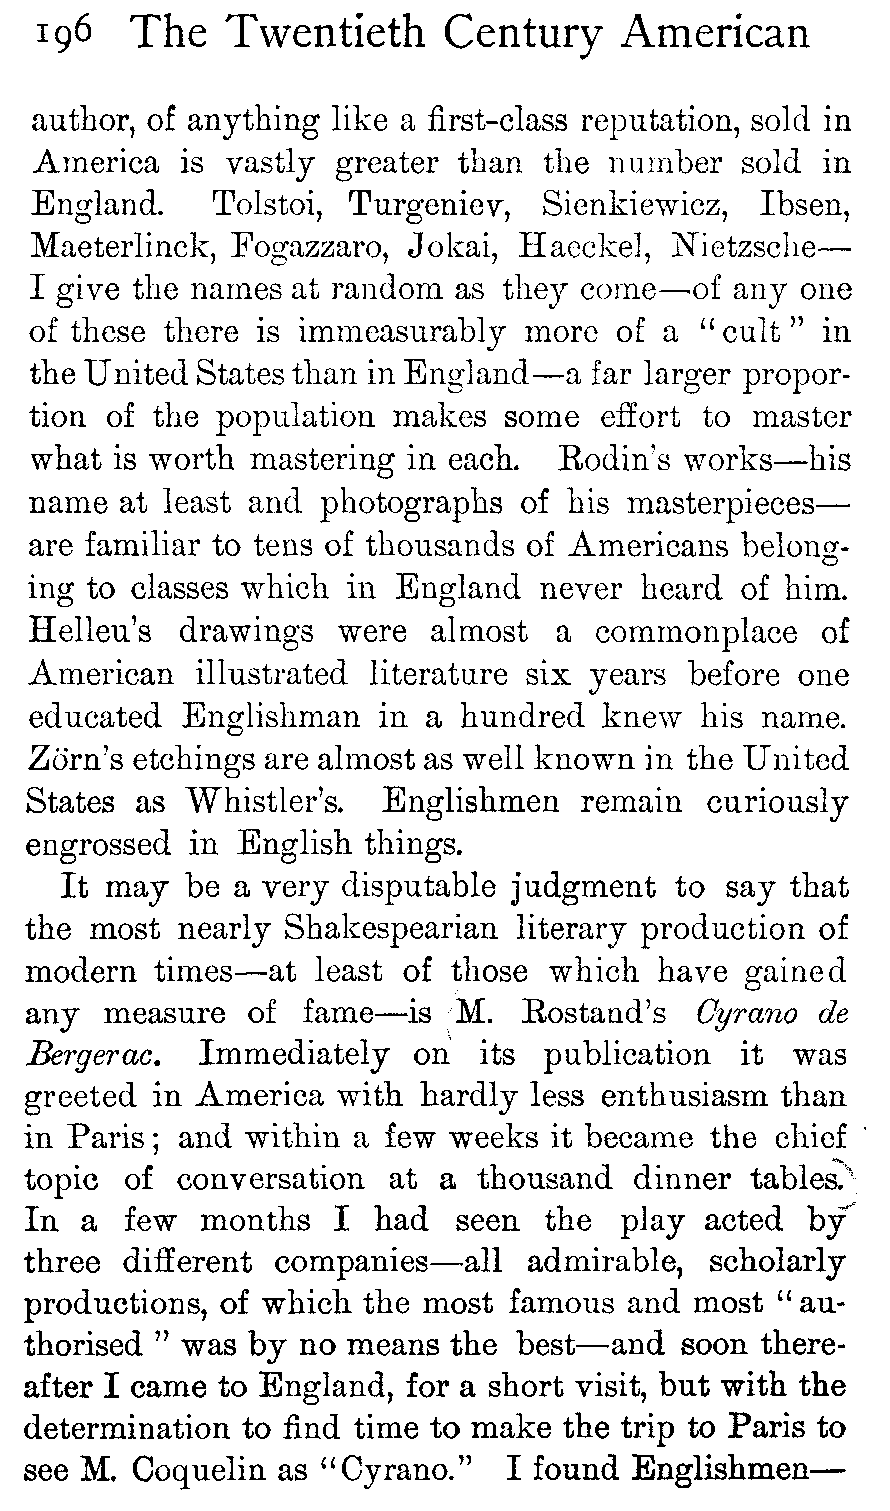 196 The Twentieth Century American
author, of anything like a first-class reputation, sold in
America is vastly greater than the number sold in
England. Tolstoi, Turgeniev, Sienkiewicz, Ibsen,
Maeterlinck, Fogazzaro, Jokai, Haeckel, Nietzsche—
I give the names at random as they come—of any one
of these there is immeasurably more of a "cult" in
the United States than in England—a far larger propor-
tion of the population makes some effort to master
what is worth mastering in each. Rodin's works—his
name at least and photographs of his masterpieces—
are familiar to tens of thousands of Americans belong-
ing to classes which in England never heard of him.
Helleu's drawings were almost a commonplace of
American illustrated literature six years before one
educated Englishman in a hundred knew his name.
Zörn's etchings are almost as well known in the United
States as Whistler's. Englishmen remain curiously
engrossed in English things.
It may be a very disputable judgment to say that
the most nearly Shakespearian literary production of
modern times—at least of those which have gained
any measure of fame—is M. Rostand's Cyrano de
Bergerac. Immediately on its publication it was
greeted in America with hardly less enthusiasm than
in Paris; and within a few weeks it became the chief
topic of conversation at a thousand dinner tables.
In a few months I had seen the play acted by
three different companies—all admirable, scholarly
productions, of which the most famous and most "au-
thorised" was by no means the best—and soon there-
after I came to England, for a short visit, but with the
determination to find time to make the trip to Paris to
see M. Coquelin as "Cyrano." I found Englishmen—